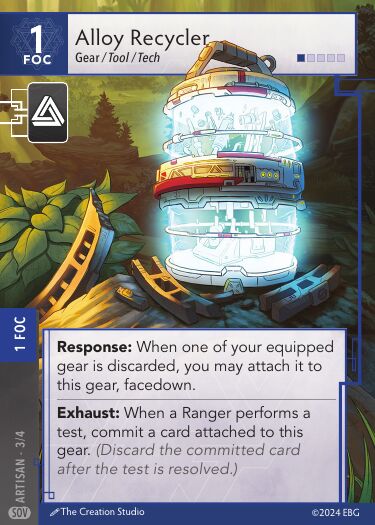 1
FOC
Alloy Recycler
Gear / Tool / Tech
1 FOC
Response: When one of your equipped
gear is discarded, you may attach it to
this gear, facedown.
Exhaust: When a Ranger performs a
test, commit a card attached to this
gear. (Discard the committed card
after the test is resolved.)
ARTISAN - 3/4
SOV
The Creation Studio
©2024 EBG